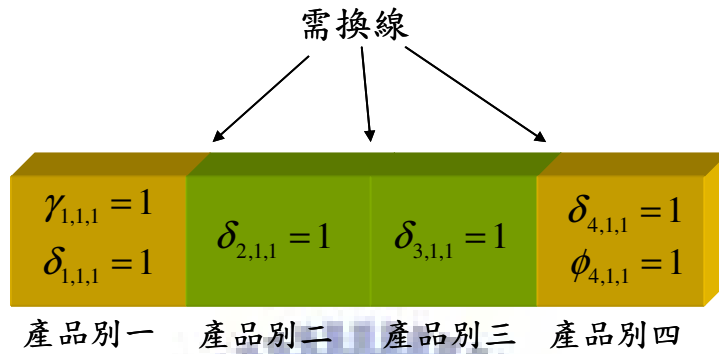 需換線
γ1,1,1 = 1
δ1,1,1 = 1
δ2,1,1 = 1
δ3,1,1 = 1
δ4,1,1 = 1
ϕ4,1,1 = 1
產品別一 產品別二 產品別三 產品別四